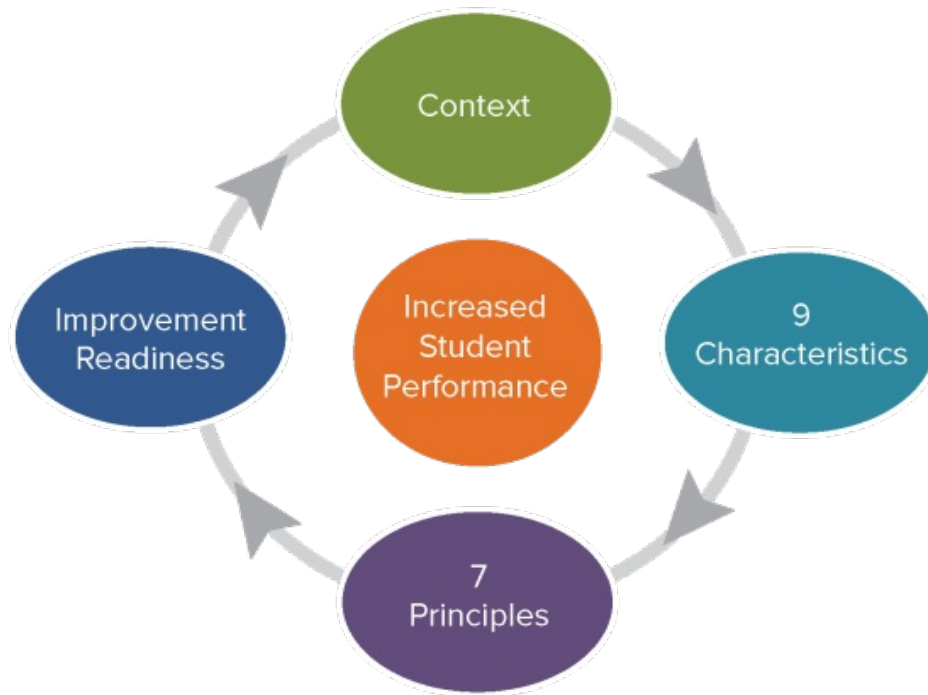 Context
Improvement
Readiness
Increased
Student
Performance
9
Characteristics
7
Principles